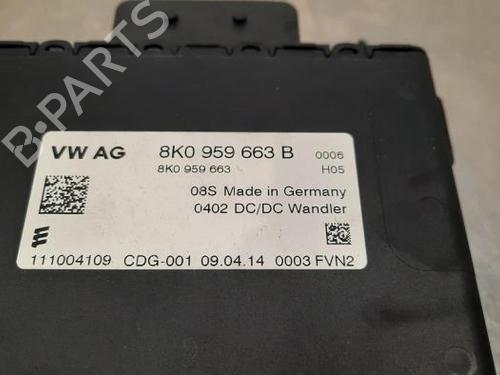 B-PARTS
VW AG 8K0 959 663 B 0006
8K0 959 663 H05
08S Made in Germany
0402 DC/DC Wandler
111004109 CDG-001 09.04.14 0003 FVN2